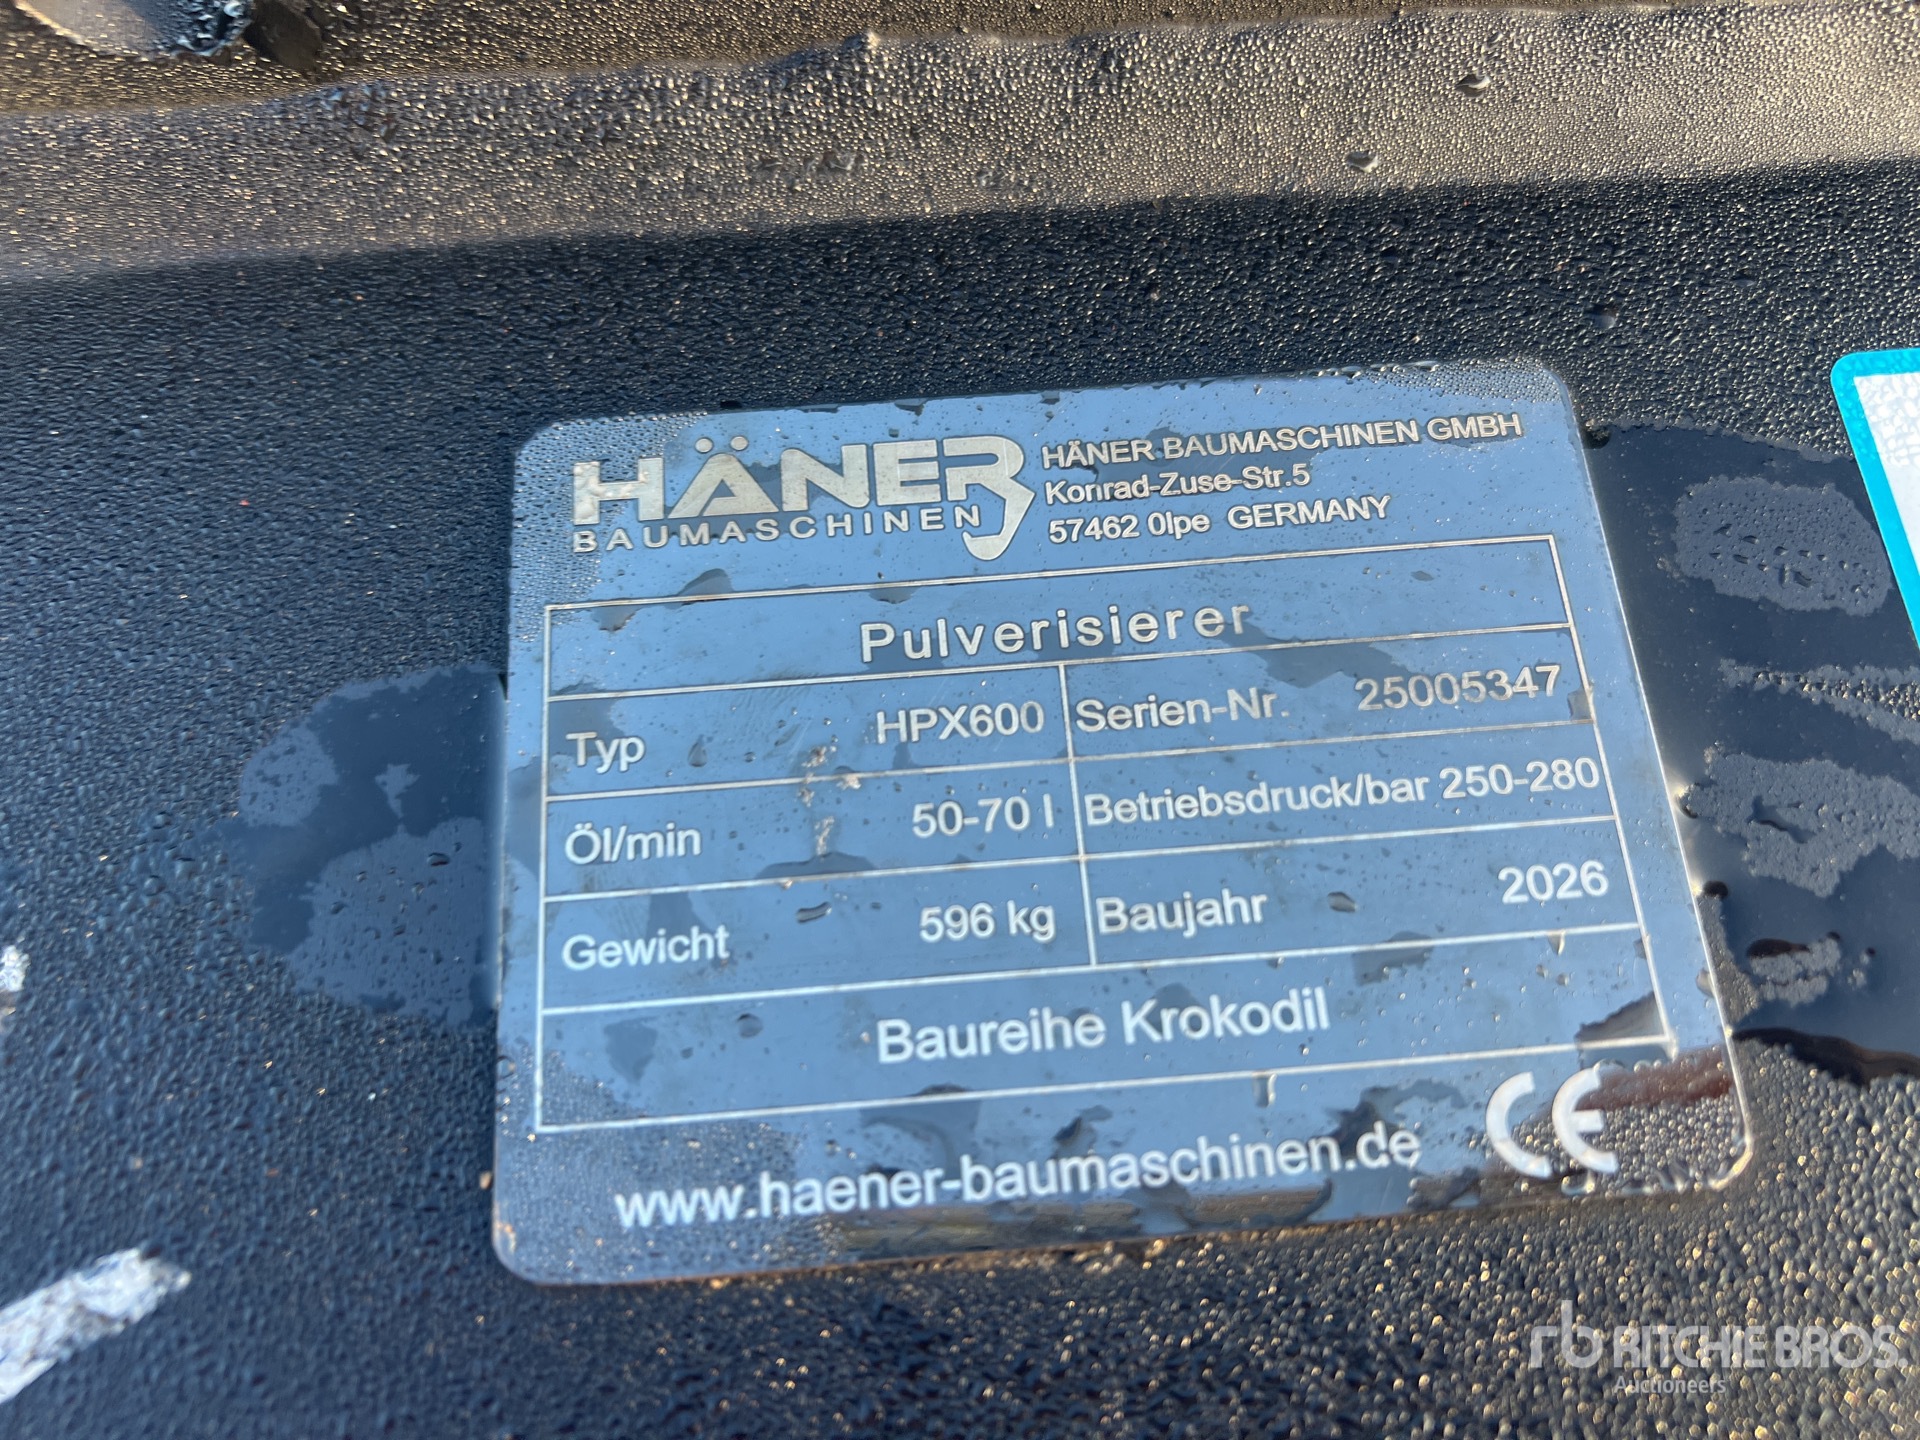 HÄNER
BAUMASCHINEN
HÄNER BAUMASCHINEN GMBH
Konrad-Zuse-Str.5
57462 Olpe GERMANY
Pulverisierer
Typ HPX600 Serien-Nr. 25005347
Öl/min 50-70 l Betriebsdruck/bar 250-280
Gewicht 596 kg Baujahr 2026
Baureihe Krokodil
www.haener-baumaschinen.de CE
rb RITCHIE BROS.
Auctioneers